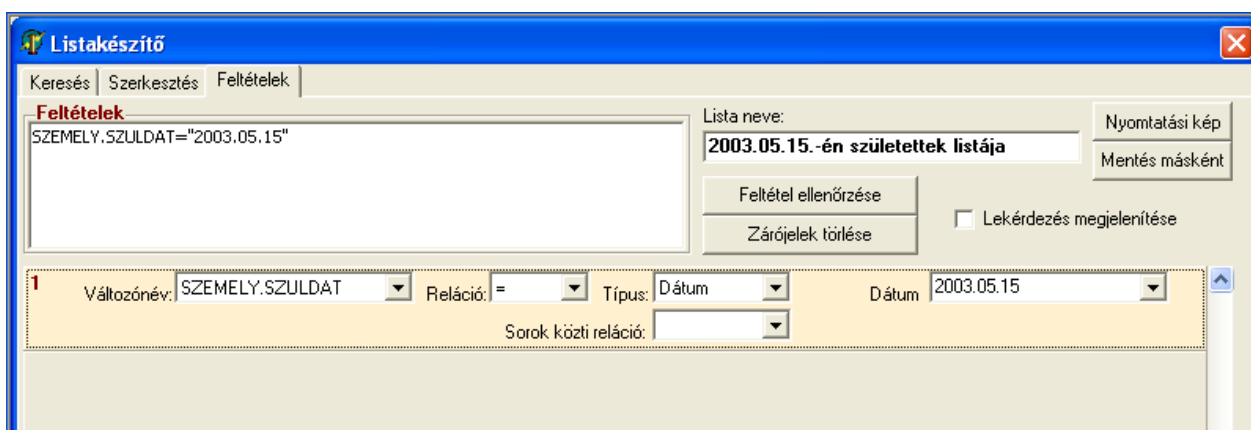 Listakészítő
Keresés Szerkesztés Feltételek
Feltételek
SZEMELY.SZULDAT="2003.05.15"
Lista neve:
2003.05.15.-én születettek listája
Nyomtatási kép
Mentés másként
Feltétel ellenőrzése
Zárójelek törlése
Lekérdezés megjelenítése
1 Változónév: SZEMELY.SZULDAT Reláció: = Típus: Dátum Dátum 2003.05.15
Sorok közti reláció: